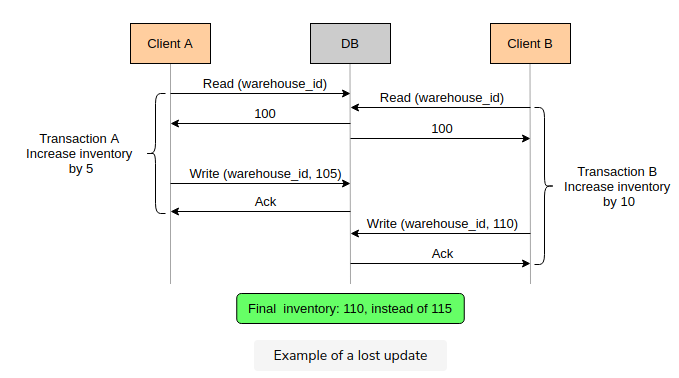 Client A
DB
Client B
Read (warehouse_id)
Read (warehouse_id)
100
100
Transaction A
Increase inventory
by 5
Write (warehouse_id, 105)
Transaction B
Increase inventory
by 10
Ack
Write (warehouse_id, 110)
Ack
Final  inventory: 110, instead of 115
Example of a lost update